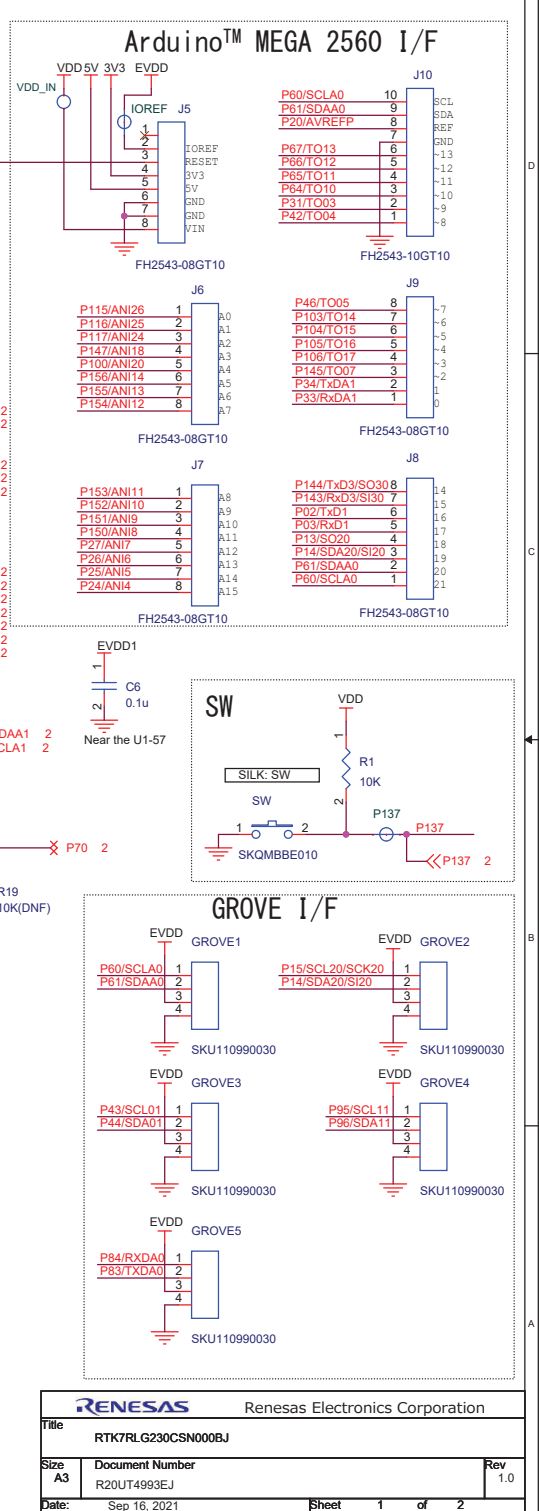 Arduino™ MEGA 2560 I/F
VDD 5V 3V3 EVDD
VDD_IN
IOREF
J5
1
2 IOREF
3 RESET
4 3V3
5 5V
6 GND
7 GND
8 VIN
FH2543-08GT10
J10
P60/SCLA0 10 SCL
P61/SDAA0 9 SDA
P20/AVREFP 8 REF
7 GND
P67/TO13 6 ~13
P66/TO12 5 ~12
P65/TO11 4 ~11
P64/TO10 3 ~10
P31/TO03 2 ~9
P42/TO04 1 ~8
FH2543-10GT10
J6
P115/ANI26 1 A0
P116/ANI25 2 A1
P117/ANI24 3 A2
P147/ANI18 4 A3
P100/ANI20 5 A4
P156/ANI14 6 A5
P155/ANI13 7 A6
P154/ANI12 8 A7
FH2543-08GT10
J9
P46/TO05 8 ~7
P103/TO14 7 ~6
P104/TO15 6 ~5
P105/TO16 5 ~4
P106/TO17 4 ~3
P145/TO07 3 ~2
P34/TxDA1 2 1
P33/RxDA1 1 0
FH2543-08GT10
J7
P153/ANI11 1 A8
P152/ANI10 2 A9
P151/ANI9 3 A10
P150/ANI8 4 A11
P27/ANI7 5 A12
P26/ANI6 6 A13
P25/ANI5 7 A14
P24/ANI4 8 A15
FH2543-08GT10
J8
P144/TxD3/SO30 8 14
P143/RxD3/SI30 7 15
P02/TxD1 6 16
P03/RxD1 5 17
P13/SO20 4 18
P14/SDA20/SI20 3 19
P61/SDAA0 2 20
P60/SCLA0 1 21
FH2543-08GT10
2
2
2
2
2
2
2
2
2
2
2
2
EVDD1
1
C6
0.1u
2
Near the U1-57
DAA1 2
CLA1 2
SW
VDD
1
R1
10K
2
SILK: SW
SW
1 2
SKQMBBE010
P137
P137
P137 2
P70 2
R19
10K(DNF)
GROVE I/F
EVDD GROVE1
P60/SCLA0 1
P61/SDAA0 2
3
4
SKU110990030
EVDD GROVE2
P15/SCL20/SCK20 1
P14/SDA20/SI20 2
3
4
SKU110990030
EVDD GROVE3
P43/SCL01 1
P44/SDA01 2
3
4
SKU110990030
EVDD GROVE4
P95/SCL11 1
P96/SDA11 2
3
4
SKU110990030
EVDD GROVE5
P84/RXDA0 1
P83/TXDA0 2
3
4
SKU110990030
D
C
B
A
RENESAS Renesas Electronics Corporation
Title
RTK7RLG230CSN000BJ
Size Document Number Rev
A3 R20UT4993EJ 1.0
Date: Sep 16, 2021 Sheet 1 of 2